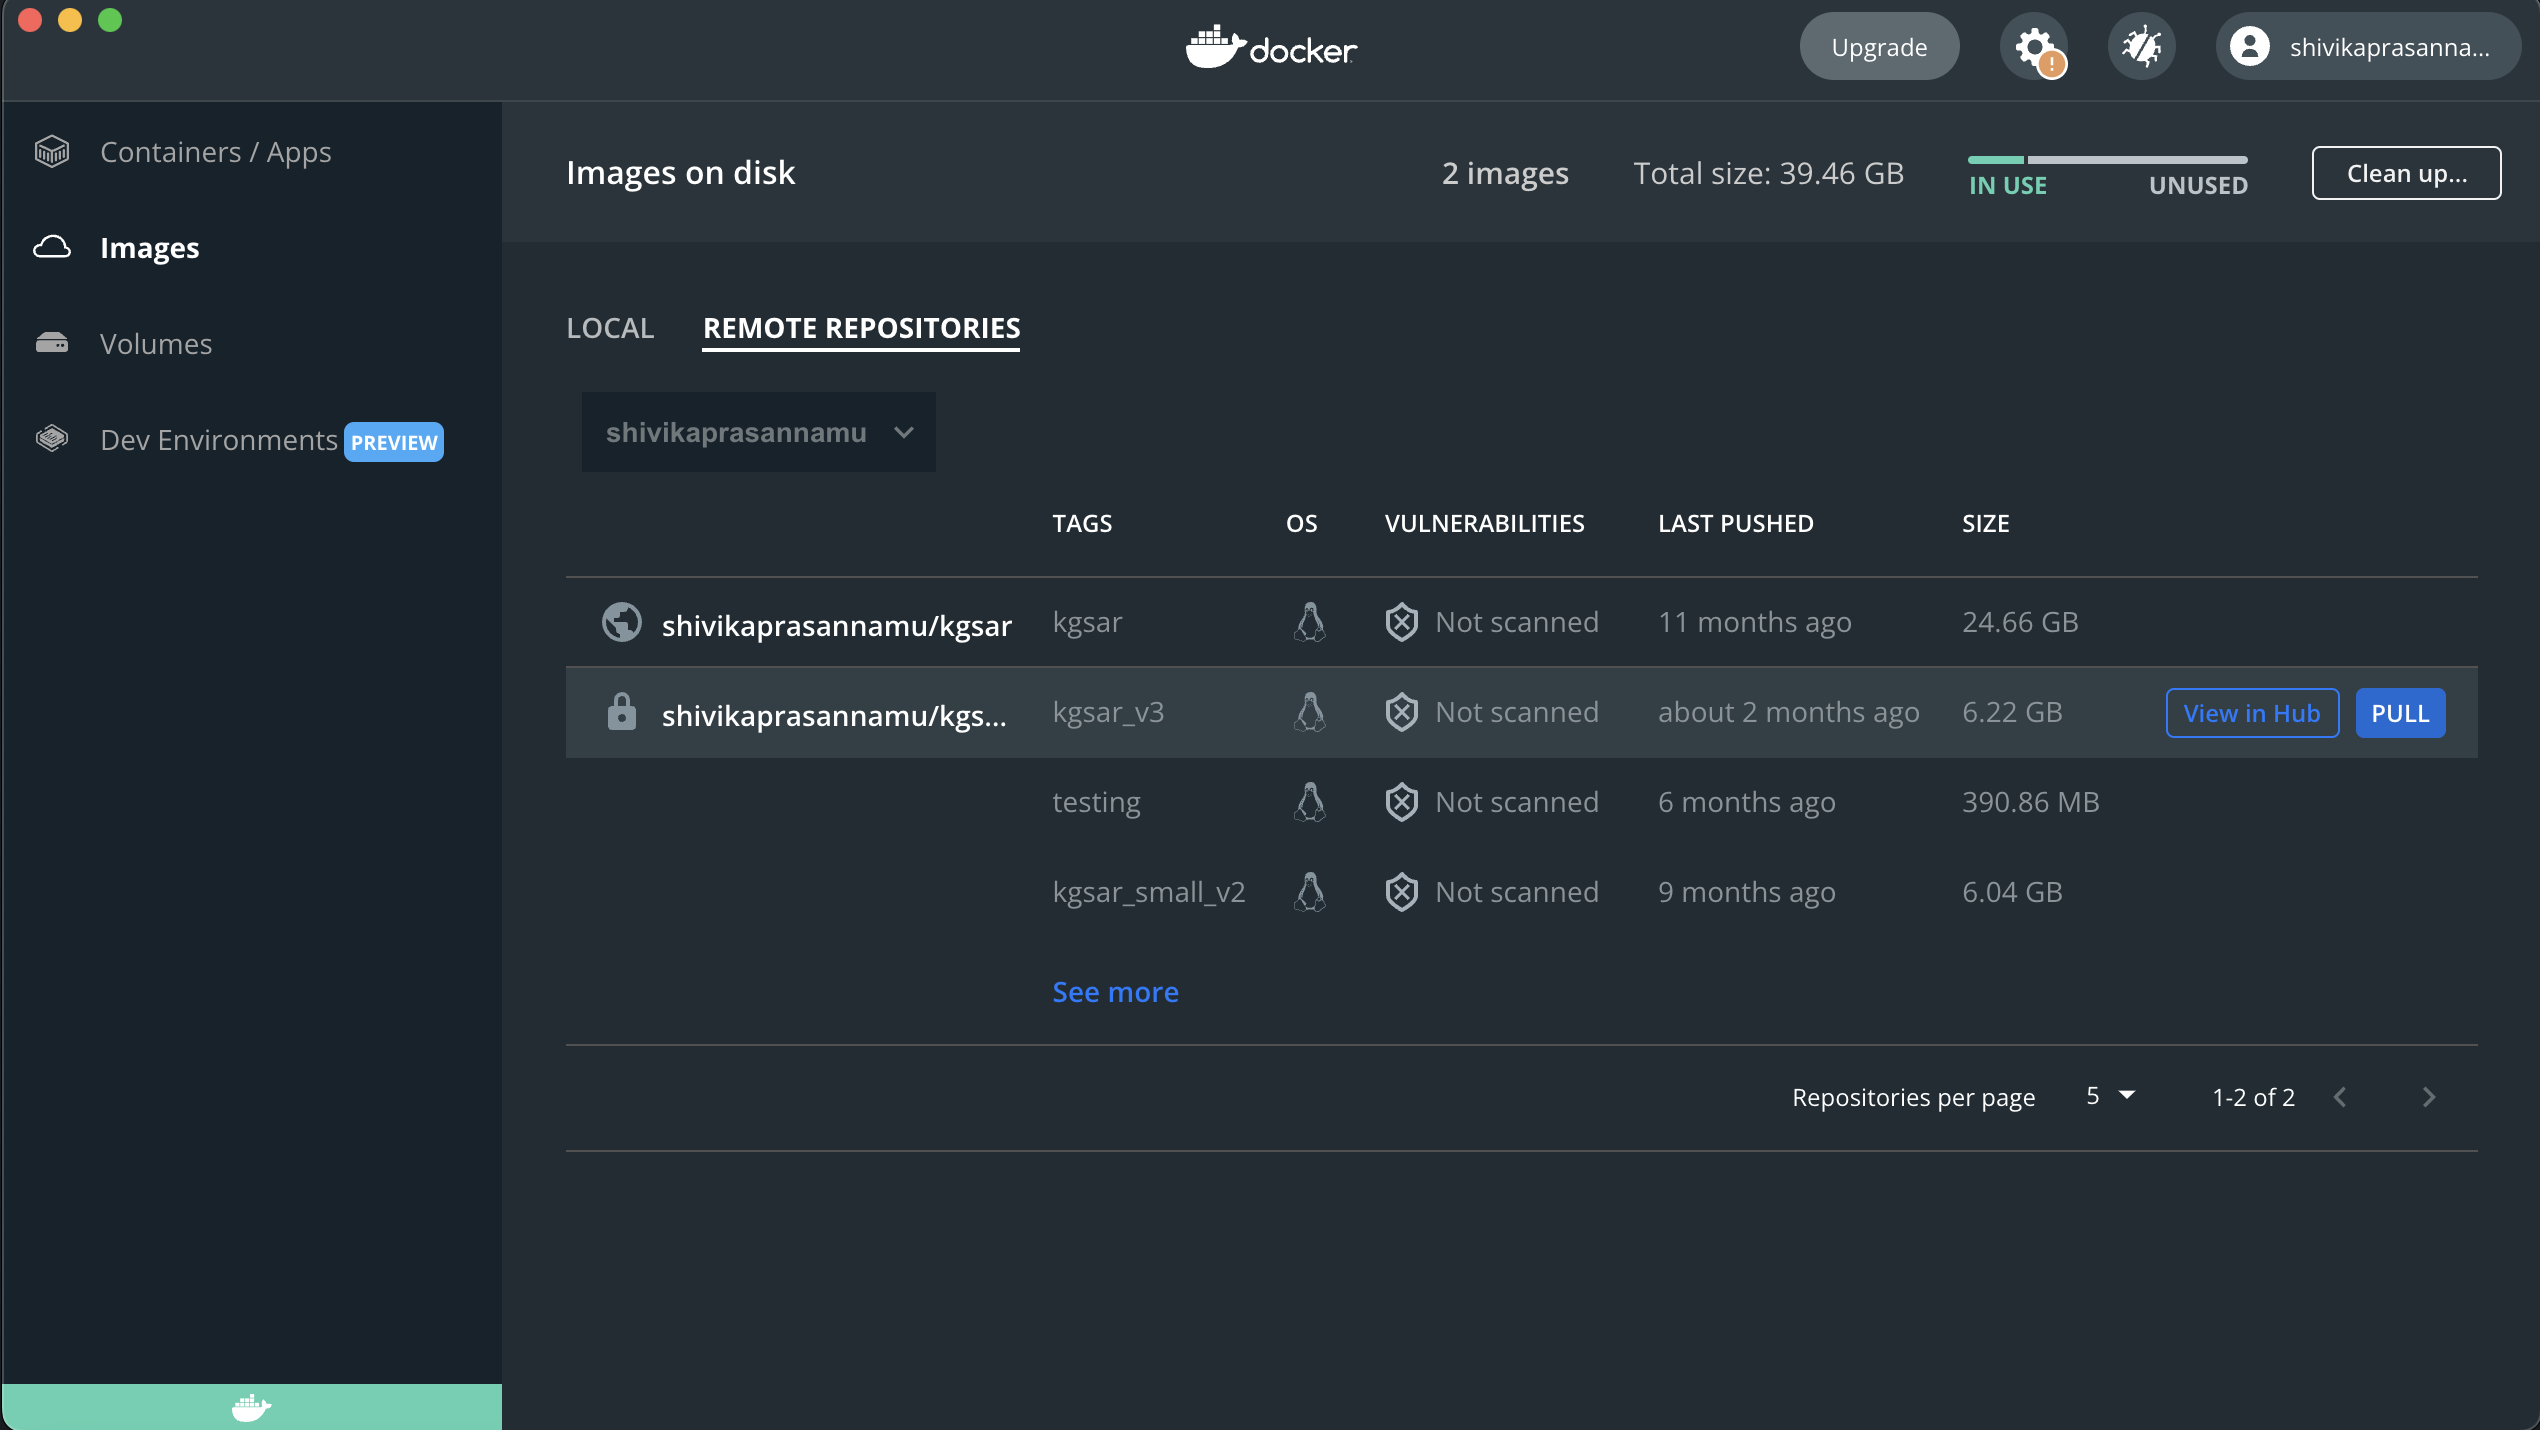 docker
Upgrade
shivikaprasanna...
Containers / Apps
Images
Volumes
Dev Environments PREVIEW
Images on disk
2 images
Total size: 39.46 GB
IN USE
UNUSED
Clean up...
LOCAL
REMOTE REPOSITORIES
shivikaprasannamu
TAGS OS VULNERABILITIES LAST PUSHED SIZE
shivikaprasannamu/kgsar kgsar Not scanned 11 months ago 24.66 GB
shivikaprasannamu/kgs... kgsar_v3 Not scanned about 2 months ago 6.22 GB View in Hub PULL
testing Not scanned 6 months ago 390.86 MB
kgsar_small_v2 Not scanned 9 months ago 6.04 GB
See more
Repositories per page 5 1-2 of 2